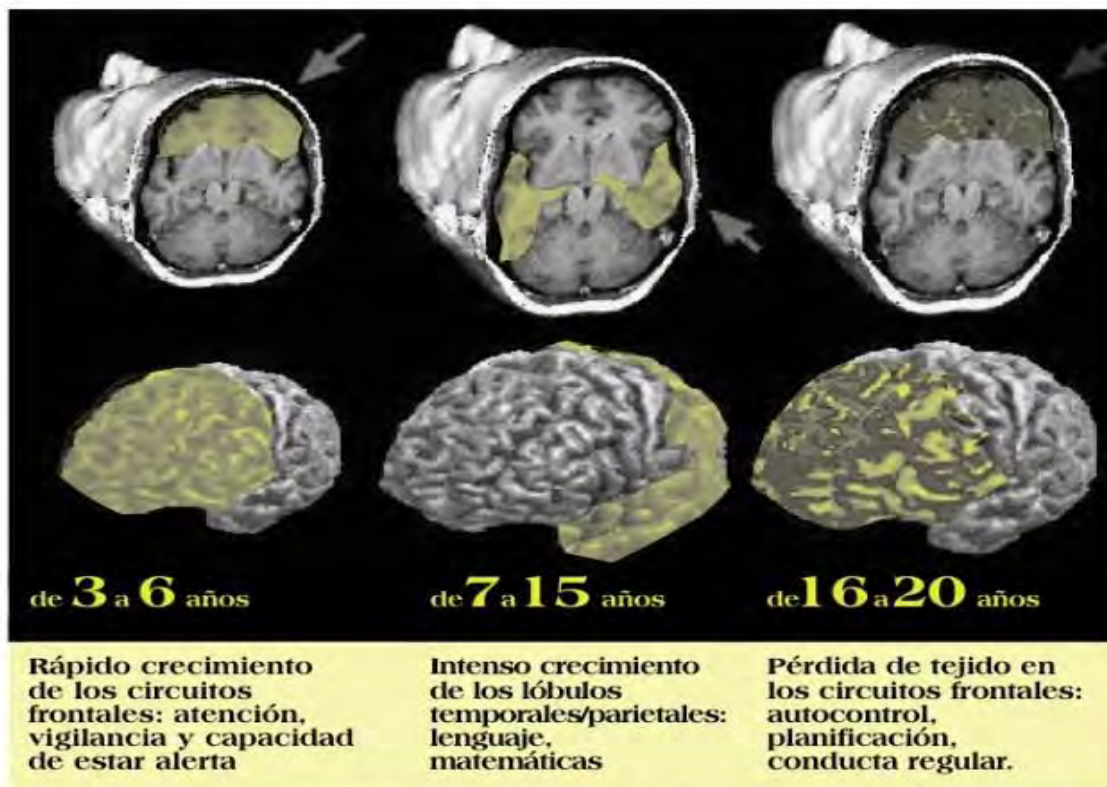 de 3 a 6 años
de 7 a 15 años
de 16 a 20 años
Rápido crecimiento
de los circuitos
frontales: atención,
vigilancia y capacidad
de estar alerta
Intenso crecimiento
de los lóbulos
temporales/parietales:
lenguaje,
matemáticas
Pérdida de tejido en
los circuitos frontales:
autocontrol,
planificación,
conducta regular.